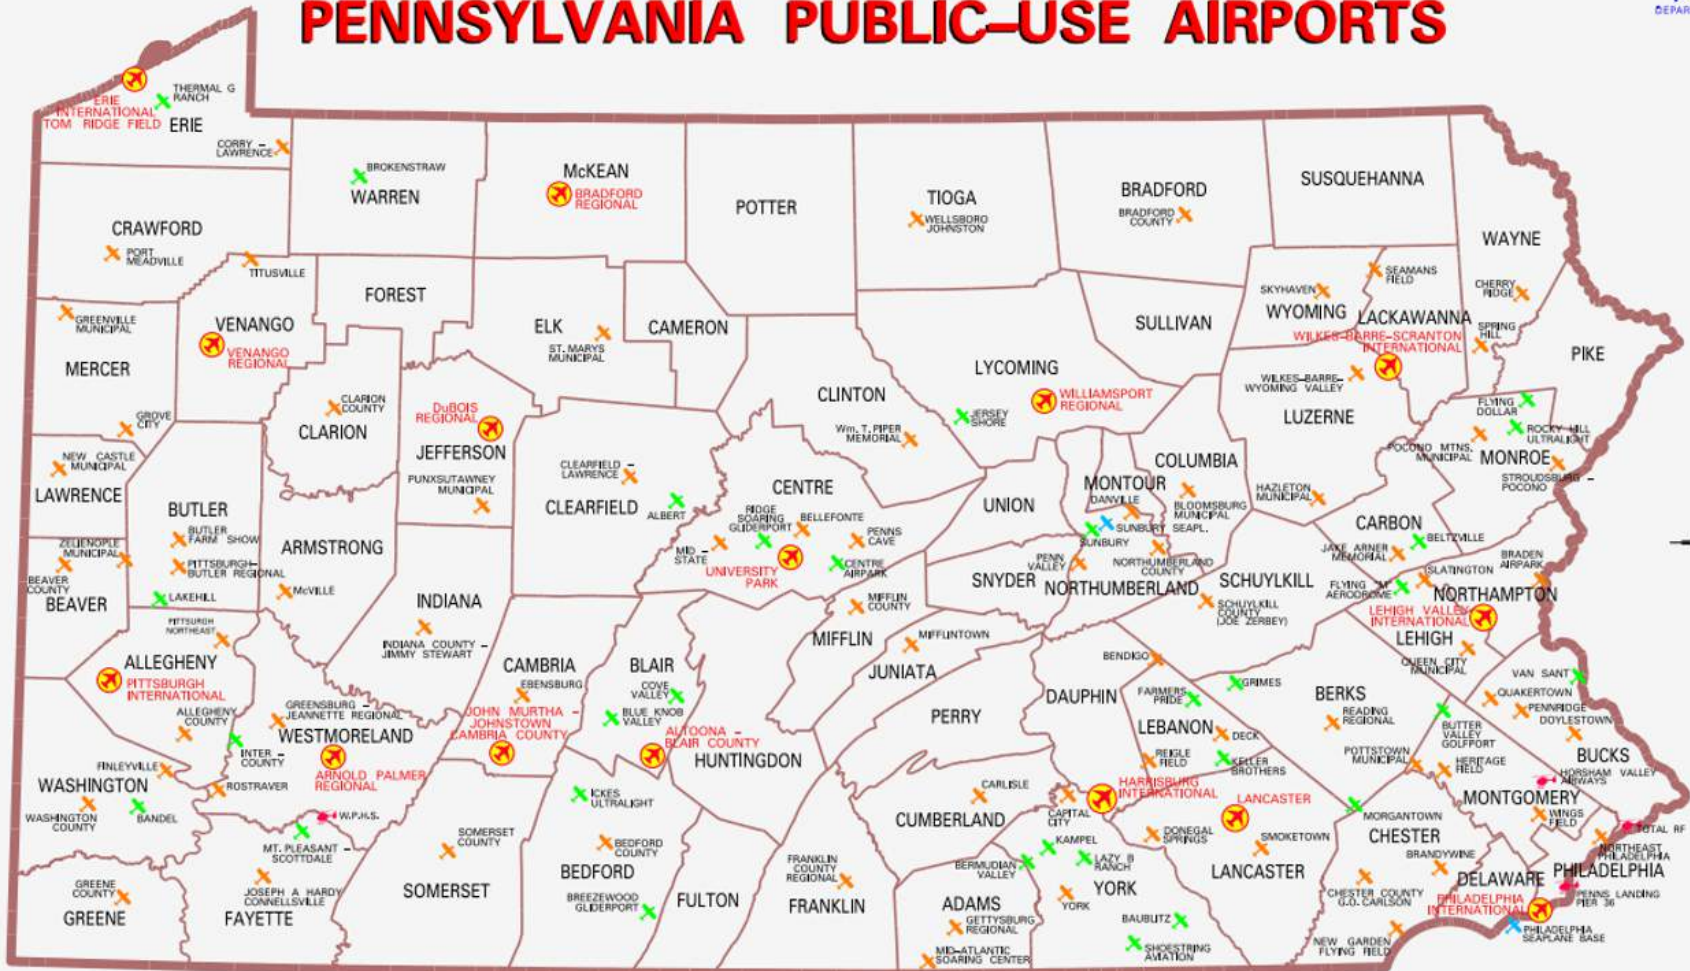 PENNSYLVANIA PUBLIC-USE AIRPORTS
DEPAR
ERIE
INTERNATIONAL
TOM RIDGE FIELD
THERMAL G
RANCH
ERIE
CORRY -
LAWRENCE
BROKENSTRAW
WARREN
McKEAN
BRADFORD
REGIONAL
POTTER
TIOGA
WELLSBORO
JOHNSTON
BRADFORD
BRADFORD
COUNTY
SUSQUEHANNA
WAYNE
CHERRY
RIDGE
SPRING
HILL
CRAWFORD
PORT
MEADVILLE
TITUSVILLE
FOREST
ELK
ST. MARYS
MUNICIPAL
CAMERON
SULLIVAN
SKYHAVEN
WYOMING
SEAMANS
FIELD
LACKAWANNA
WILKES-BARRE-SCRANTON
INTERNATIONAL
PIKE
GREENVILLE
MUNICIPAL
MERCER
GROVE
CITY
VENANGO
VENANGO
REGIONAL
CLARION
COUNTY
CLARION
DuBOIS
REGIONAL
JEFFERSON
PUNXSUTAWNEY
MUNICIPAL
CLINTON
Wm. T. PIPER
MEMORIAL
LYCOMING
JERSEY
SHORE
WILLIAMSPORT
REGIONAL
WILKES-BARRE-
WYOMING VALLEY
LUZERNE
HAZLETON
MUNICIPAL
FLYING
DOLLAR
ROCKY HILL
ULTRALIGHT
POCONO MTNS.
MUNICIPAL
MONROE
STROUDSBURG -
POCONO
NEW CASTLE
MUNICIPAL
LAWRENCE
BUTLER
BUTLER
FARM SHOW
PITTSBURGH-
BUTLER REGIONAL
LAKEHILL
ZELIENOPLE
MUNICIPAL
BEAVER
COUNTY
BEAVER
ARMSTRONG
McVILLE
INDIANA
INDIANA COUNTY -
JIMMY STEWART
CLEARFIELD -
LAWRENCE
CLEARFIELD
ALBERT
CENTRE
RIDGE
SOARING
GLIDERPORT
BELLEFONTE
PENNS
CAVE
MID -
STATE
UNIVERSITY
PARK
CENTRE
AIRPARK
UNION
SNYDER
PENN
VALLEY
MONTOUR
DANVILLE
SUNBURY SEAPL.
SUNBURY
COLUMBIA
BLOOMSBURG
MUNICIPAL
NORTHUMBERLAND
COUNTY
NORTHUMBERLAND
SCHUYLKILL
SCHUYLKILL
COUNTY
(JOE ZERBEY)
CARBON
BELTZVILLE
JAKE ARNER
MEMORIAL
SLATINGTON
FLYING "M"
AERODROME
BRADEN
AIRPARK
NORTHAMPTON
LEHIGH VALLEY
INTERNATIONAL
LEHIGH
QUEEN CITY
MUNICIPAL
PITTSURGH
NORTHEAST
ALLEGHENY
PITTSBURGH
INTERNATIONAL
ALLEGHENY
COUNTY
GREENSBURG -
JEANNETTE REGIONAL
WESTMORELAND
INTER -
COUNTY
ARNOLD PALMER
REGIONAL
ROSTRAVER
W.P.H.S.
MT. PLEASANT -
SCOTTDALE
CAMBRIA
EBENSBURG
JOHN MURTHA -
JOHNSTOWN
CAMBRIA COUNTY
BLAIR
COVE
VALLEY
BLUE KNOB
VALLEY
ALTOONA -
BLAIR COUNTY
HUNTINGDON
MIFFLIN
COUNTY
MIFFLIN
MIFFLINTOWN
JUNIATA
PERRY
BENDIGO
DAUPHIN
FARMERS
PRIDE
GRIMES
LEBANON
DECK
REIGLE
FIELD
KELLER
BROTHERS
BERKS
READING
REGIONAL
POTTSTOWN
MUNICIPAL
BUTTER
VALLEY
GOLFPORT
HERITAGE
FIELD
VAN SANT
QUAKERTOWN
PENNRIDGE
DOYLESTOWN
BUCKS
HORSHAM VALLEY
AIRWAYS
MONTGOMERY
WINGS
FIELD
TOTAL RF
NORTHEAST
PHILADELPHIA
PHILADELPHIA
PENNS LANDING
PIER 36
DELAWARE
PHILADELPHIA
INTERNATIONAL
PHILADELPHIA
SEAPLANE BASE
FINLEYVILLE
WASHINGTON
WASHINGTON
COUNTY
BANDEL
GREENE
COUNTY
GREENE
JOSEPH A HARDY
CONNELLSVILLE
FAYETTE
SOMERSET
COUNTY
SOMERSET
ICKES
ULTRALIGHT
BEDFORD
COUNTY
BEDFORD
BREEZEWOOD
GLIDERPORT
FULTON
FRANKLIN
COUNTY
REGIONAL
FRANKLIN
CARLISLE
CUMBERLAND
CAPITAL
CITY
HARRISBURG
INTERNATIONAL
KAMPEL
BERMUDIAN
VALLEY
LAZY B
RANCH
YORK
YORK
BAUBLITZ
SHOESTRING
AVIATION
ADAMS
GETTYSBURG
REGIONAL
MID-ATLANTIC
SOARING CENTER
DONEGAL
SPRINGS
LANCASTER
SMOKETOWN
LANCASTER
MORGANTOWN
CHESTER
BRANDYWINE
CHESTER COUNTY
G.O. CARLSON
NEW GARDEN
FLYING FIELD